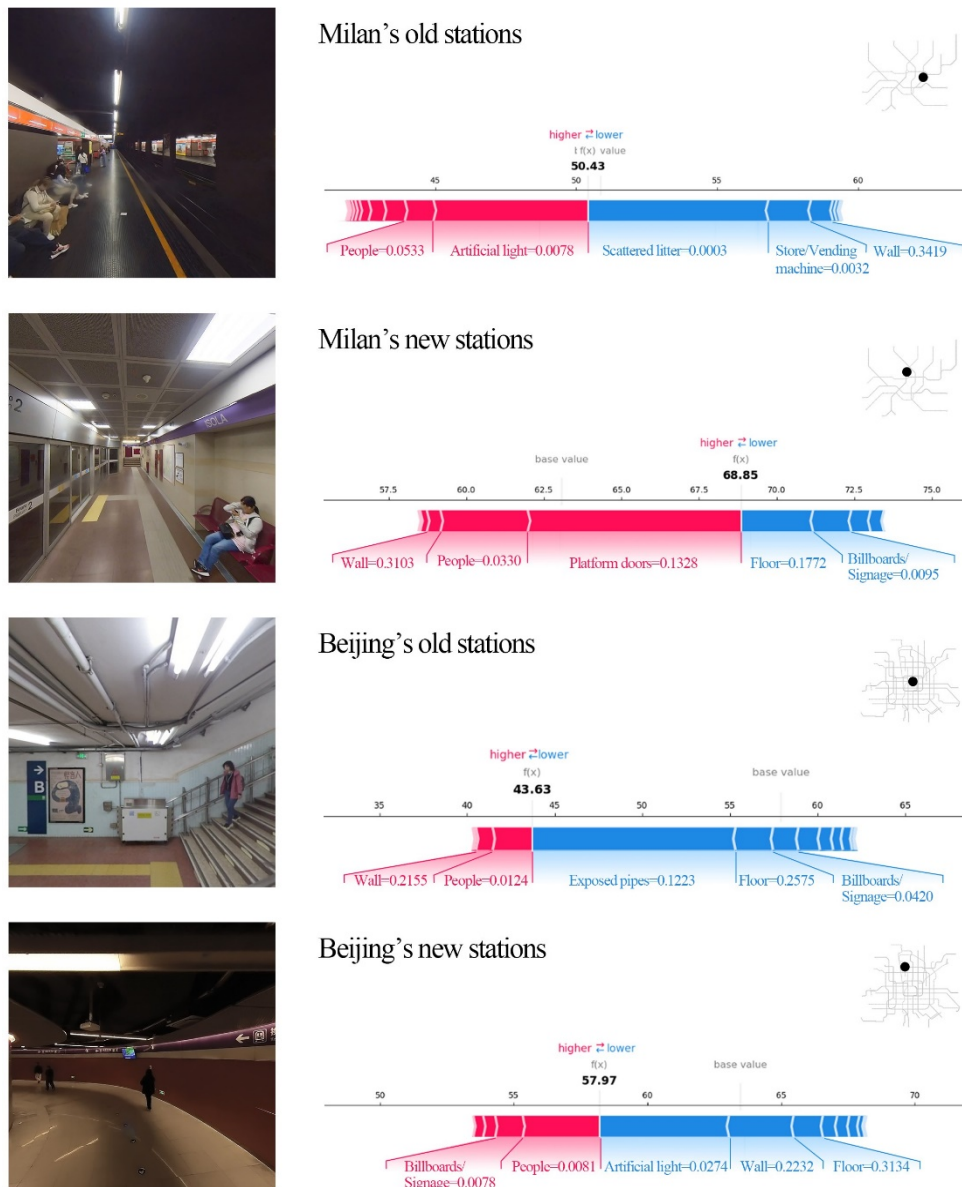 Milan's old stations
higher ⇄ lower
f(x) value
50.43
45 50 55 60
People=0.0533 Artificial light=0.0078 Scattered litter=0.0003 Store/Vending machine=0.0032 Wall=0.3419
2
ISOLA
2
Milan's new stations
higher ⇄ lower
base value f(x)
68.85
57.5 60.0 62.5 65.0 67.5 70.0 72.5 75.0
Wall=0.3103 People=0.0330 Platform doors=0.1328 Floor=0.1772 Billboards/
Signage=0.0095
B
Beijing's old stations
higher ⇄ lower
f(x) base value
43.63
35 40 45 50 55 60 65
Wall=0.2155 People=0.0124 Exposed pipes=0.1223 Floor=0.2575 Billboards/
Signage=0.0420
Beijing's new stations
higher ⇄ lower
f(x) base value
57.97
50 55 60 65 70
Billboards/
Signage=0.0078 People=0.0081 Artificial light=0.0274 Wall=0.2232 Floor=0.3134